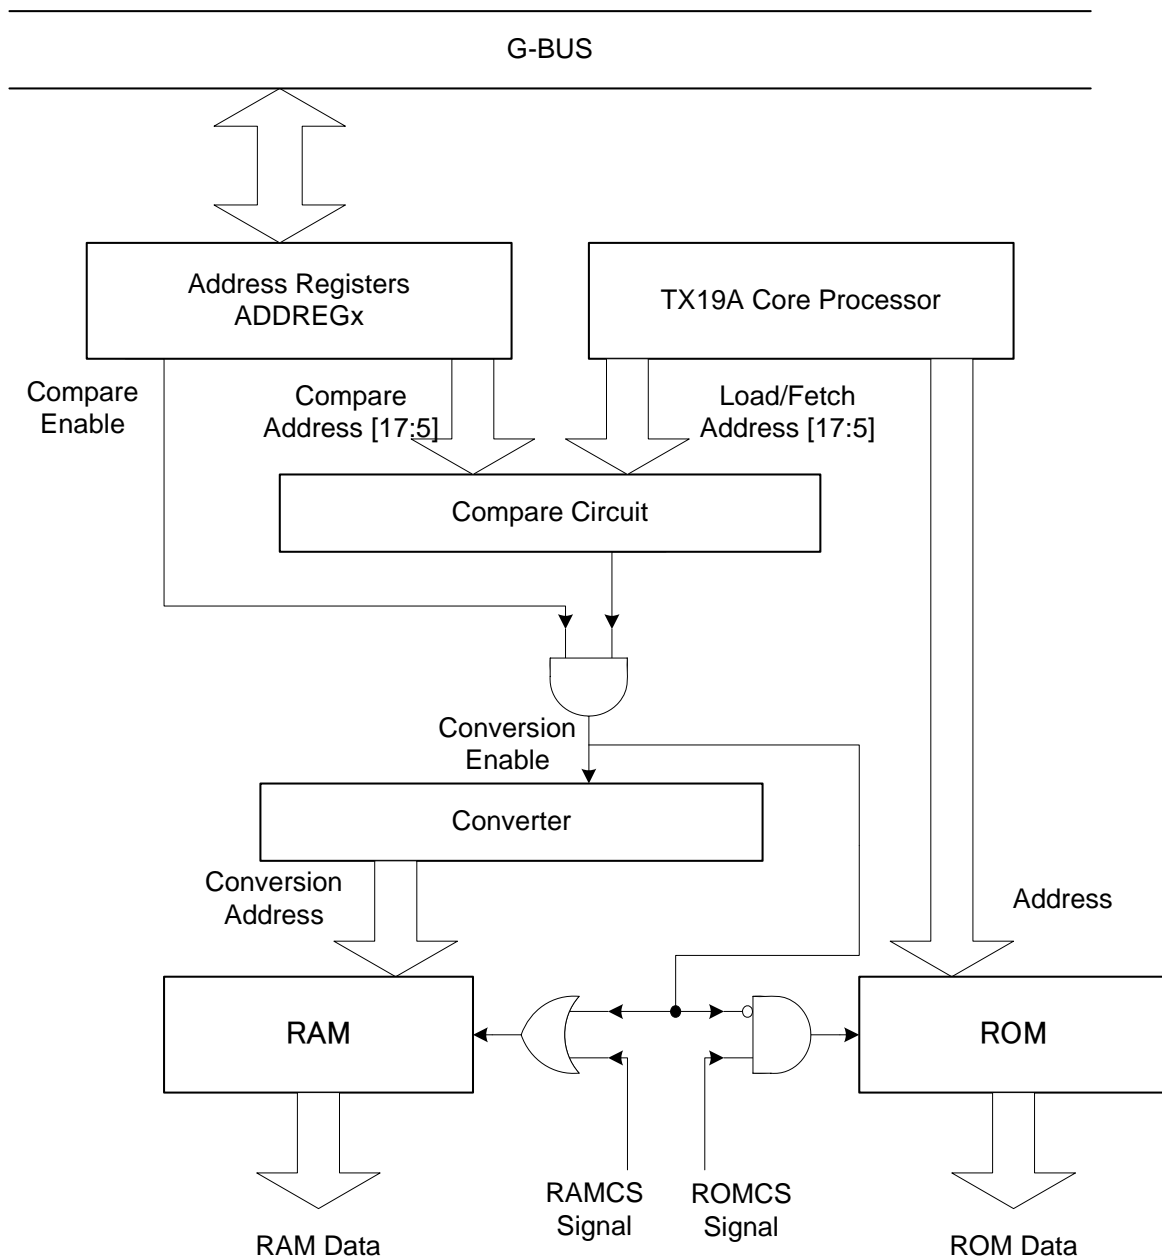 G-BUS
Address Registers
ADDREGx
TX19A Core Processor
Compare
Enable
Compare
Address [17:5]
Load/Fetch
Address [17:5]
Compare Circuit
Conversion
Enable
Converter
Conversion
Address
Address
RAM
ROM
RAMCS
Signal
ROMCS
Signal
RAM Data
ROM Data